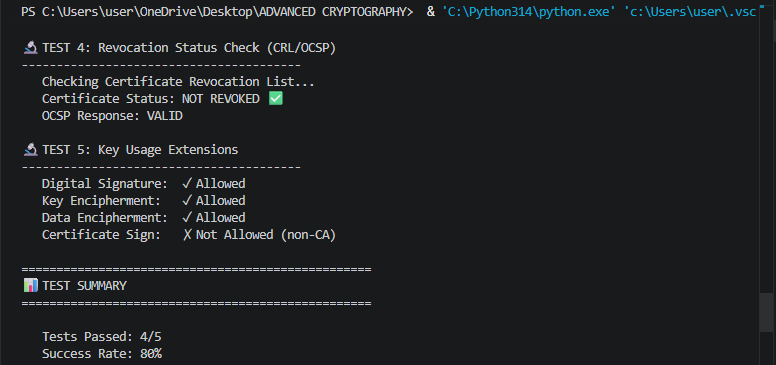 PS C:\Users\user\OneDrive\Desktop\ADVANCED CRYPTOGRAPHY> & 'C:\Python314\python.exe' 'c:\Users\user\.vsc
🔬 TEST 4: Revocation Status Check (CRL/OCSP)
----------------------------------------
Checking Certificate Revocation List...
Certificate Status: NOT REVOKED ✅
OCSP Response: VALID
🔬 TEST 5: Key Usage Extensions
----------------------------------------
Digital Signature: ✓ Allowed
Key Encipherment: ✓ Allowed
Data Encipherment: ✓ Allowed
Certificate Sign: ✗ Not Allowed (non-CA)
==================================================
📊 TEST SUMMARY
==================================================
Tests Passed: 4/5
Success Rate: 80%